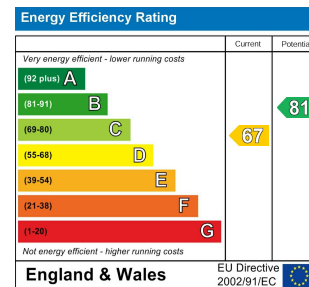 Energy Efficiency Rating
Current Potentia
Very energy efficient - lower running costs
(92 plus) A
(81-91) B
(69-80) C
(55-68) D
(39-54) E
(21-38) F
(1-20) G
67
81
Not energy efficient - higher running costs
England & Wales
EU Directive
2002/91/EC